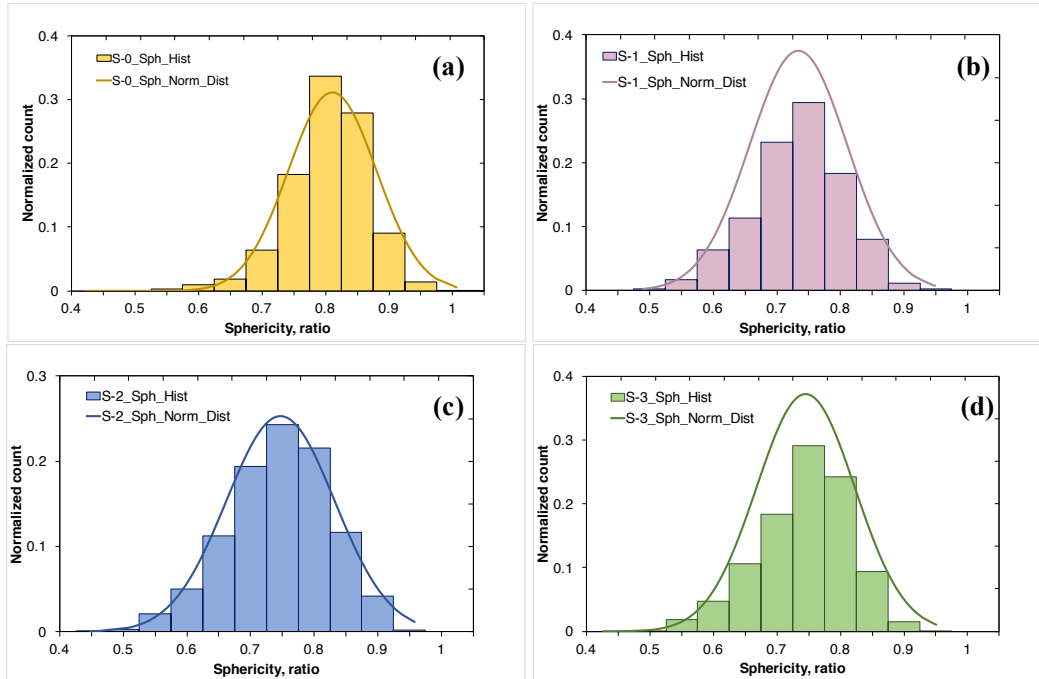 0.4
S-0_Sph_Hist
(a)
S-0_Sph_Norm_Dist
0.3
0.2
0.1
0
Normalized count
0.4 0.5 0.6 0.7 0.8 0.9 1
Sphericity, ratio
0.4
S-1_Sph_Hist
(b)
S-1_Sph_Norm_Dist
0.3
0.2
0.1
0
Normalized count
0.4 0.5 0.6 0.7 0.8 0.9 1
Sphericity, ratio
0.3
S-2_Sph_Hist
(c)
S-2_Sph_Norm_Dist
0.2
0.1
0
Normalized count
0.4 0.5 0.6 0.7 0.8 0.9 1
Sphericity, ratio
0.4
S-3_Sph_Hist
(d)
S-3_Sph_Norm_Dist
0.3
0.2
0.1
0
Normalized count
0.4 0.5 0.6 0.7 0.8 0.9 1
Sphericity, ratio